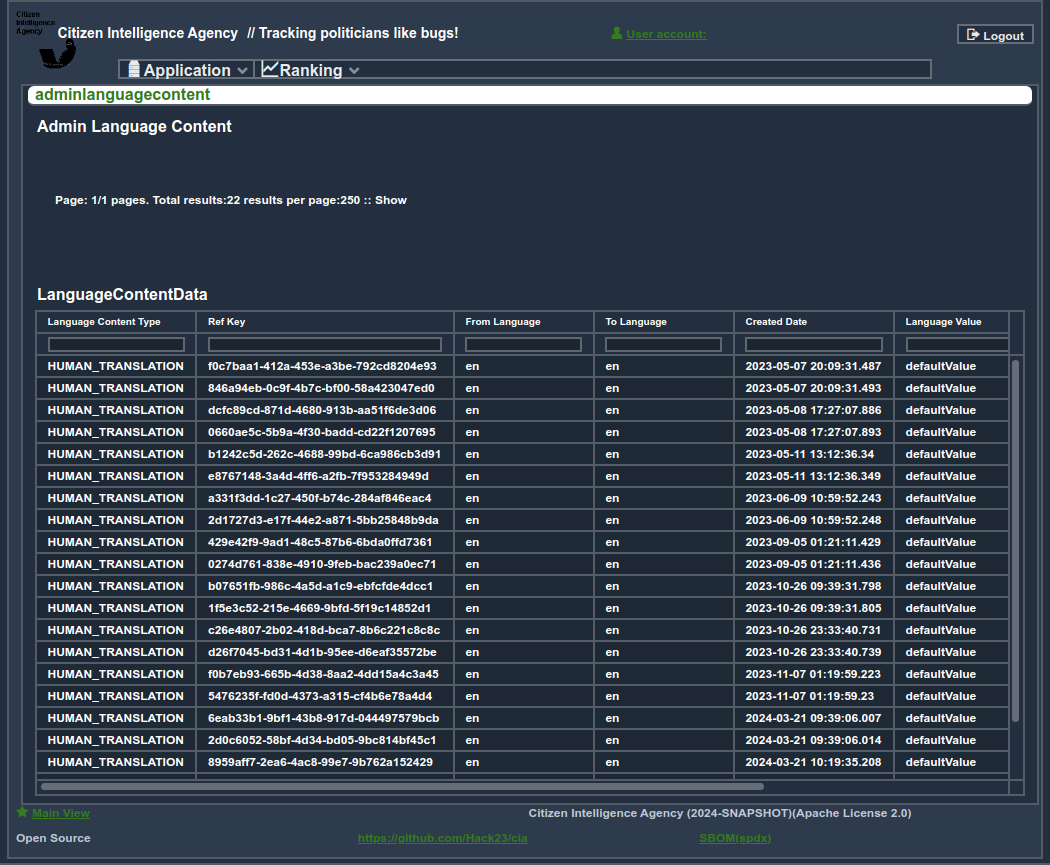 Citizen
Intelligence
Agency
Citizen Intelligence Agency // Tracking politicians like bugs!
User account:
Logout
Application
Ranking
adminlanguagecontent
Admin Language Content
Page: 1/1 pages. Total results:22 results per page:250 :: Show
LanguageContentData
Language Content Type Ref Key From Language To Language Created Date Language Value
HUMAN_TRANSLATION f0c7baa1-412a-453e-a3be-792cd8204e93 en en 2023-05-07 20:09:31.487 defaultValue
HUMAN_TRANSLATION 846a94eb-0c9f-4b7c-bf00-58a423047ed0 en en 2023-05-07 20:09:31.493 defaultValue
HUMAN_TRANSLATION dcfc89cd-871d-4680-913b-aa51f6de3d06 en en 2023-05-08 17:27:07.886 defaultValue
HUMAN_TRANSLATION 0660ae5c-5b9a-4f30-badd-cd22f1207695 en en 2023-05-08 17:27:07.893 defaultValue
HUMAN_TRANSLATION b1242c5d-262c-4688-99bd-6ca986cb3d91 en en 2023-05-11 13:12:36.34 defaultValue
HUMAN_TRANSLATION e8767148-3a4d-4ff6-a2fb-7f953284949d en en 2023-05-11 13:12:36.349 defaultValue
HUMAN_TRANSLATION a331f3dd-1c27-450f-b74c-284af846eac4 en en 2023-06-09 10:59:52.243 defaultValue
HUMAN_TRANSLATION 2d1727d3-e17f-44e2-a871-5bb25848b9da en en 2023-06-09 10:59:52.248 defaultValue
HUMAN_TRANSLATION 429e42f9-9ad1-48c5-87b6-6bda0ffd7361 en en 2023-09-05 01:21:11.429 defaultValue
HUMAN_TRANSLATION 0274d761-838e-4910-9feb-bac239a0ec71 en en 2023-09-05 01:21:11.436 defaultValue
HUMAN_TRANSLATION b07651fb-986c-4a5d-a1c9-ebfcfde4dcc1 en en 2023-10-26 09:39:31.798 defaultValue
HUMAN_TRANSLATION 1f5e3c52-215e-4669-9bfd-5f19c14852d1 en en 2023-10-26 09:39:31.805 defaultValue
HUMAN_TRANSLATION c26e4807-2b02-418d-bca7-8b6c221c8c8c en en 2023-10-26 23:33:40.731 defaultValue
HUMAN_TRANSLATION d26f7045-bd31-4d1b-95ee-d6eaf35572be en en 2023-10-26 23:33:40.739 defaultValue
HUMAN_TRANSLATION f0b7eb93-665b-4d38-8aa2-4dd15a4c3a45 en en 2023-11-07 01:19:59.223 defaultValue
HUMAN_TRANSLATION 5476235f-fd0d-4373-a315-cf4b6e78a4d4 en en 2023-11-07 01:19:59.23 defaultValue
HUMAN_TRANSLATION 6eab33b1-9bf1-43b8-917d-044497579bcb en en 2024-03-21 09:39:06.007 defaultValue
HUMAN_TRANSLATION 2d0c6052-58bf-4d34-bd05-9bc814bf45c1 en en 2024-03-21 09:39:06.014 defaultValue
HUMAN_TRANSLATION 8959aff7-2ea6-4ac8-99e7-9b762a152429 en en 2024-03-21 10:19:35.208 defaultValue
Main View Citizen Intelligence Agency (2024-SNAPSHOT)(Apache License 2.0)
Open Source https://github.com/Hack23/cia SBOM(spdx)